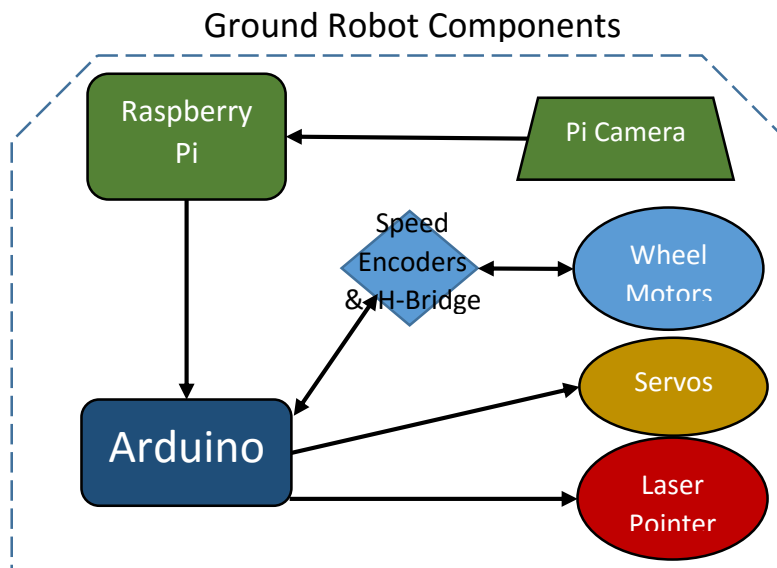 Ground Robot Components
Raspberry
Pi
Pi Camera
Speed
Encoders
& H-Bridge
Wheel
Motors
Servos
Arduino
Laser
Pointer